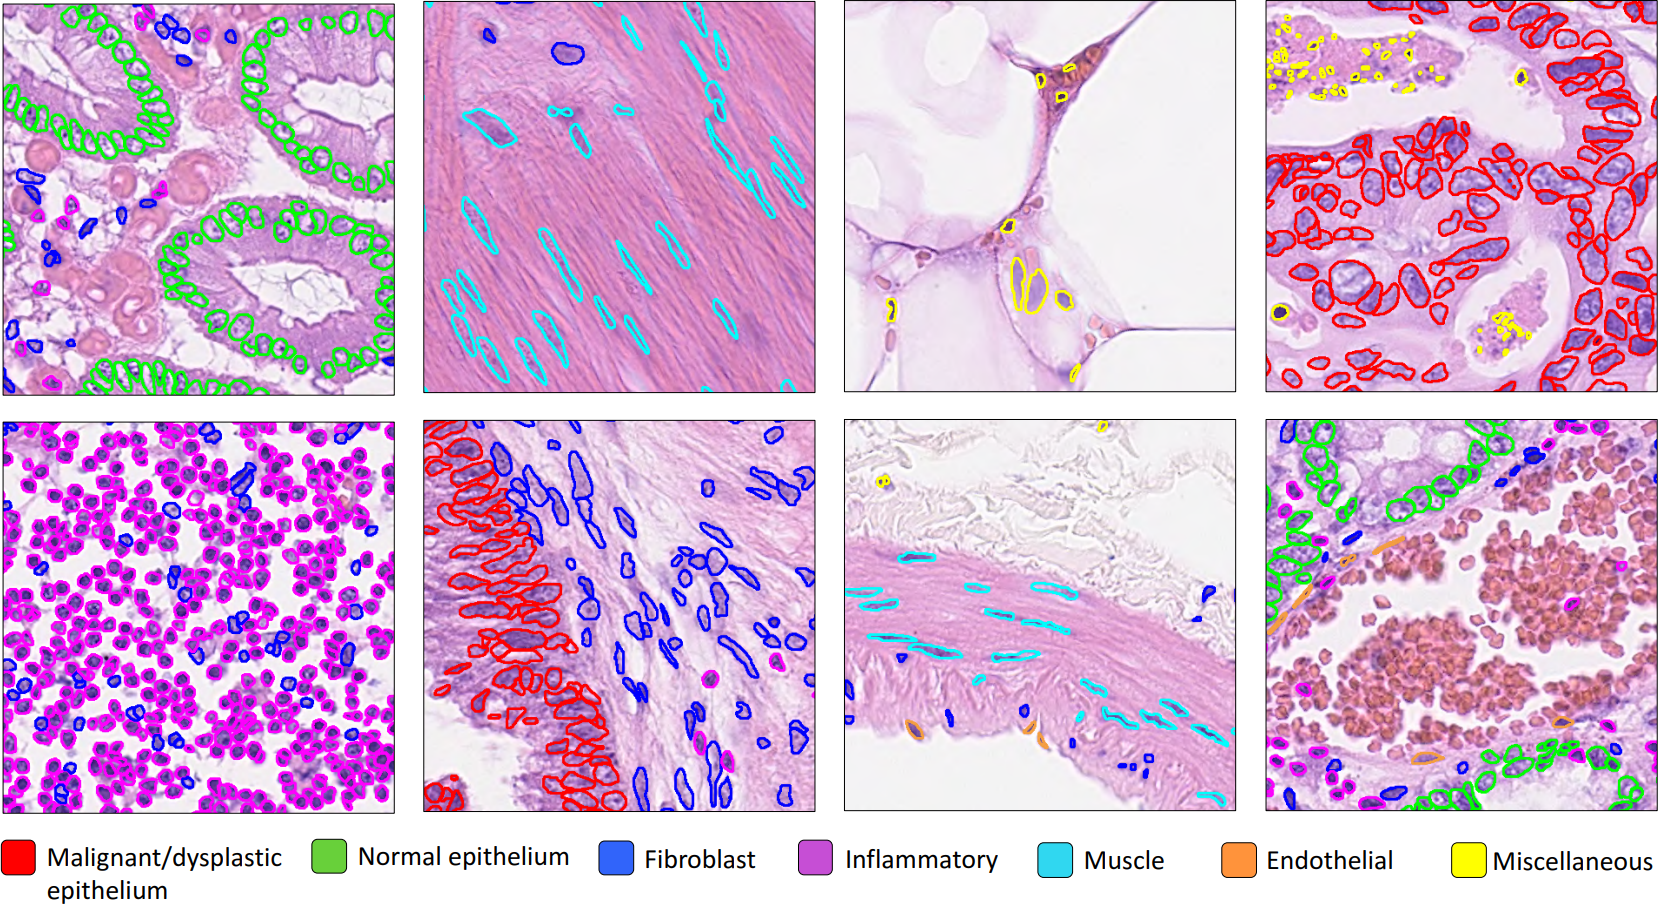 Malignant/dysplastic epithelium
Normal epithelium
Fibroblast
Inflammatory
Muscle
Endothelial
Miscellaneous